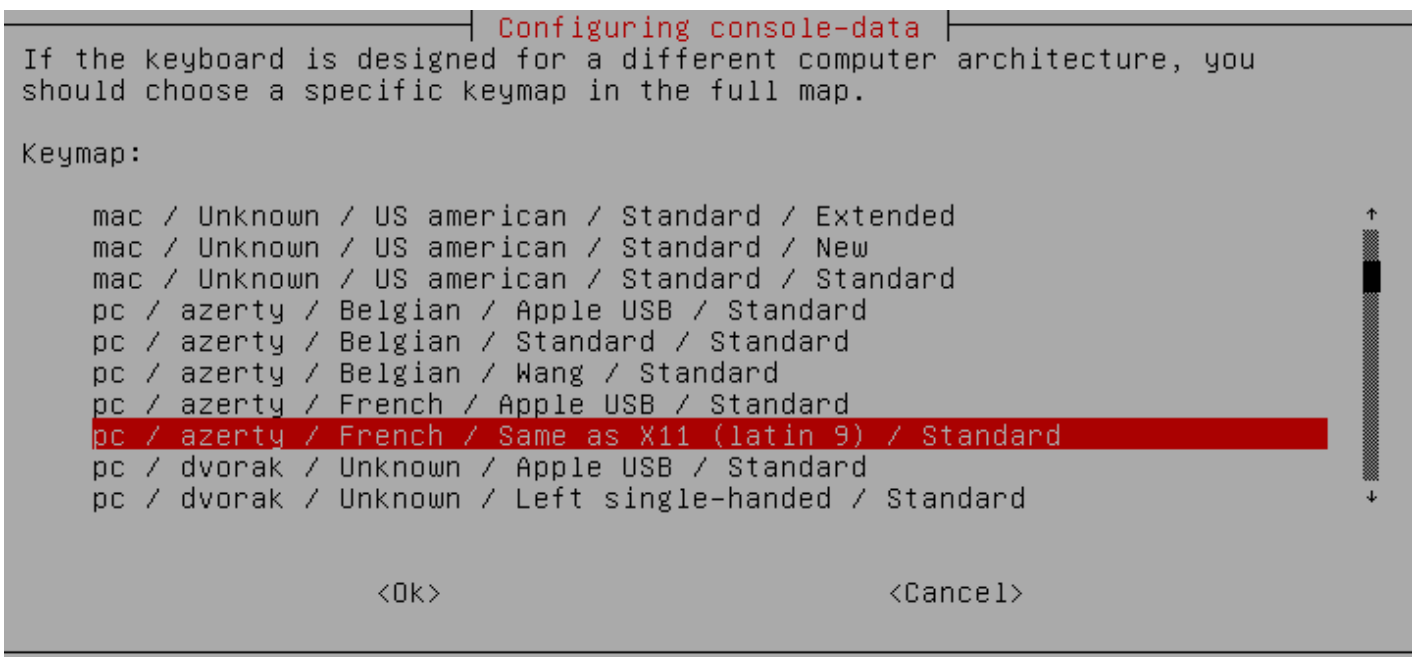 Configuring console-data
If the keyboard is designed for a different computer architecture, you
should choose a specific keymap in the full map.
Keymap:
mac / Unknown / US american / Standard / Extended
mac / Unknown / US american / Standard / New
mac / Unknown / US american / Standard / Standard
pc / azerty / Belgian / Apple USB / Standard
pc / azerty / Belgian / Standard / Standard
pc / azerty / Belgian / Wang / Standard
pc / azerty / French / Apple USB / Standard
pc / azerty / French / Same as X11 (latin 9) / Standard
pc / dvorak / Unknown / Apple USB / Standard
pc / dvorak / Unknown / Left single-handed / Standard
<Ok> <Cancel>